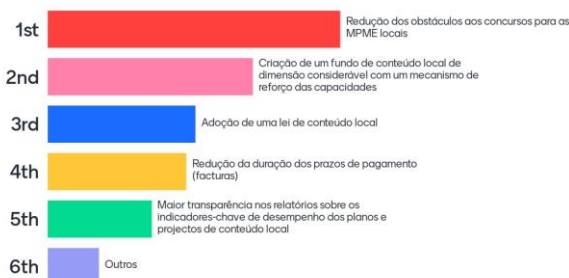 1st
Redução dos obstáculos aos concursos para as
MPME locais
2nd
Criação de um fundo de conteúdo local de
dimensão considerável com um mecanismo de
reforço das capacidades
3rd
Adoção de uma lei de conteúdo local
4th
Redução da duração dos prazos de pagamento
(facturas)
5th
Maior transparência nos relatórios sobre os
indicadores-chave de desempenho dos planos e
projectos de conteúdo local
6th
Outros